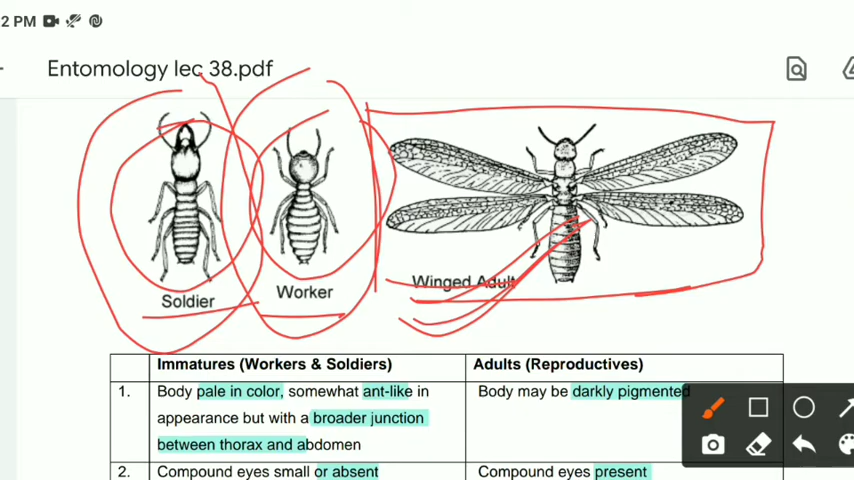 2 PM
Entomology lec 38.pdf
Soldier
Worker
Winged Adult
Immatures (Workers & Soldiers)
Adults (Reproductives)
1.
Body pale in color, somewhat ant-like in
appearance but with a broader junction
between thorax and abdomen
Body may be darkly pigmented
2.
Compound eyes small or absent
Compound eyes present